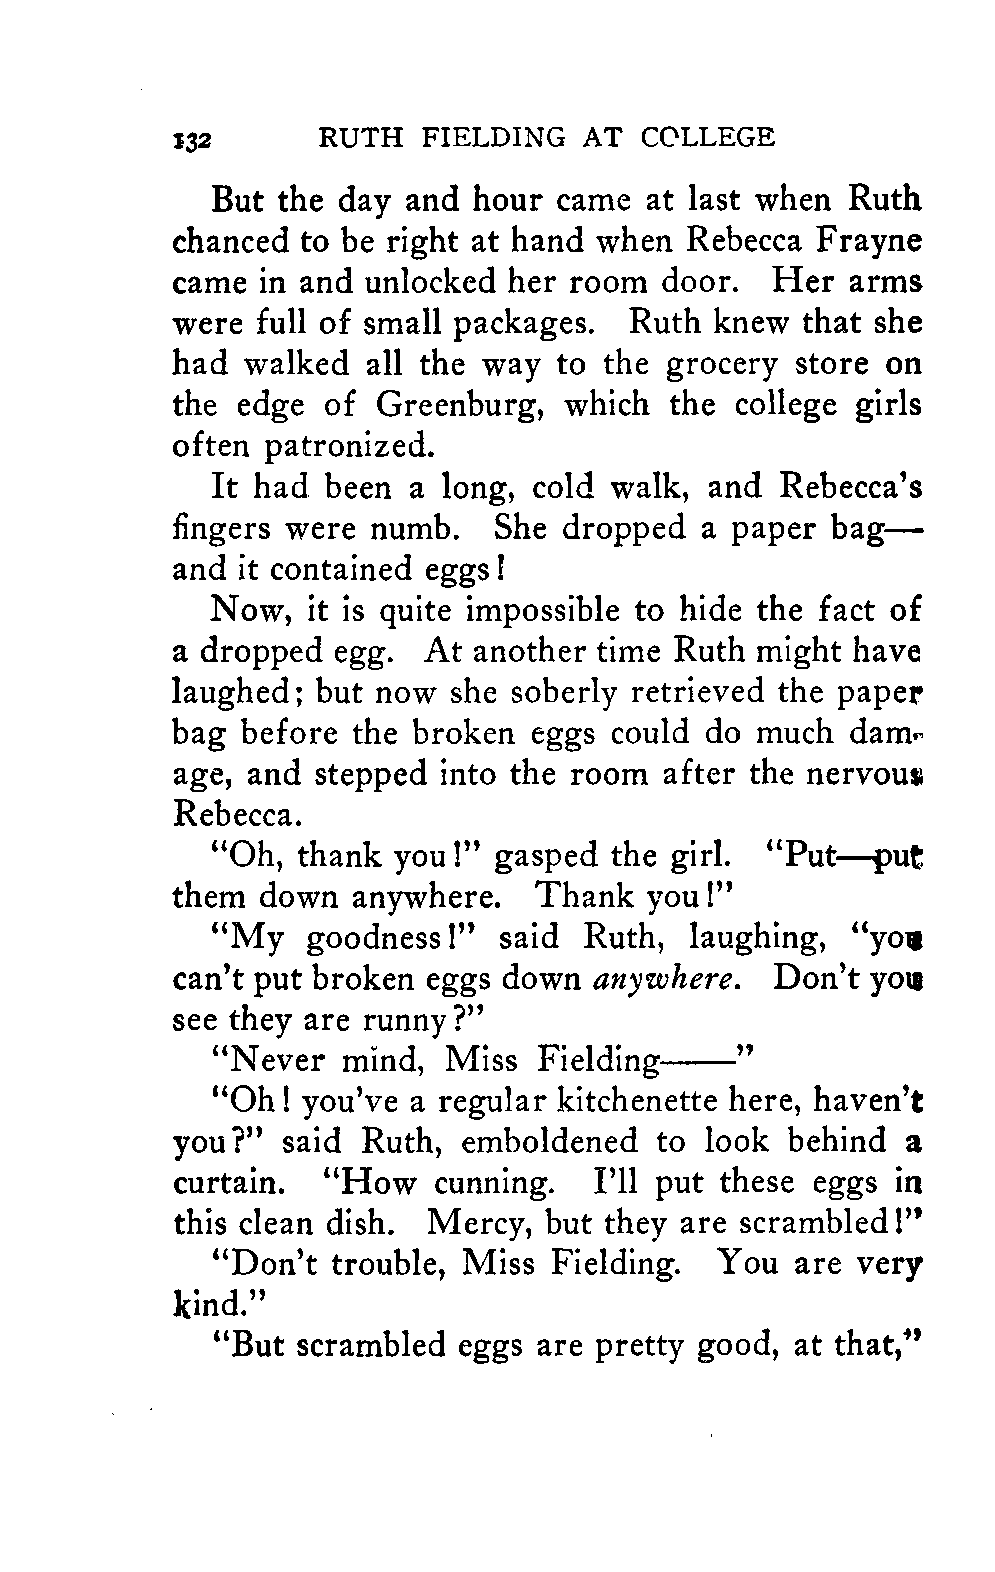 132 RUTH FIELDING AT COLLEGE
But the day and hour came at last when Ruth
chanced to be right at hand when Rebecca Frayne
came in and unlocked her room door. Her arms
were full of small packages. Ruth knew that she
had walked all the way to the grocery store on
the edge of Greenburg, which the college girls
often patronized.
It had been a long, cold walk, and Rebecca's
fingers were numb. She dropped a paper bag—
and it contained eggs!
Now, it is quite impossible to hide the fact of
a dropped egg. At another time Ruth might have
laughed; but now she soberly retrieved the paper
bag before the broken eggs could do much dam-
age, and stepped into the room after the nervous
Rebecca.
"Oh, thank you!" gasped the girl. "Put—put
them down anywhere. Thank you!"
"My goodness!" said Ruth, laughing, "you
can't put broken eggs down anywhere. Don't you
see they are runny?"
"Never mind, Miss Fielding——"
"Oh! you've a regular kitchenette here, haven't
you?" said Ruth, emboldened to look behind a
curtain. "How cunning. I'll put these eggs in
this clean dish. Mercy, but they are scrambled!"
"Don't trouble, Miss Fielding. You are very
kind."
"But scrambled eggs are pretty good, at that,"